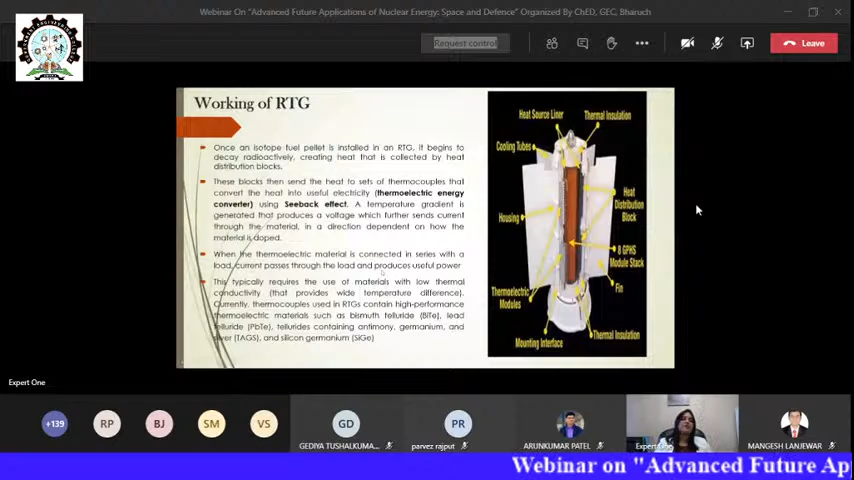 Webinar On "Advanced Future Applications of Nuclear Energy: Space and Defence" Organized By ChED, GEC, Bharuch
Request control
Leave
Working of RTG
Once an isotope fuel pellet is installed in an RTG, it begins to
decay radioactively, creating heat that is collected by heat
distribution blocks.
These blocks then send the heat to sets of thermocouples that
convert the heat into useful electricity (thermoelectric energy
converter) using Seeback effect. A temperature gradient is
generated that produces a voltage which further sends current
through the material, in a direction dependent on how the
material is doped.
When the thermoelectric material is connected in series with a
load, current passes through the load and produces useful power
This typically requires the use of materials with low thermal
conductivity (that provides wide temperature difference).
Currently, thermocouples used in RTGs contain high-performance
thermoelectric materials such as bismuth telluride (BiTe), lead
telluride (PbTe), tellurides containing antimony, germanium, and
silver (TAGS), and silicon germanium (SiGe)
Heat Source Liner
Thermal Insulation
Cooling Tubes
Heat
Distribution
Block
Housing
8 GPHS
Module Stack
Fin
Thermoelectric
Modules
Thermal Insulation
Mounting Interface
Expert One
+139
RP
BJ
SM
VS
GD
PR
GEDIYA TUSHALKUMA...
parvez rajput
ARUNKUMAR PATEL
Expert One
MANGESH LANJEWAR
Webinar on "Advanced Future Ap